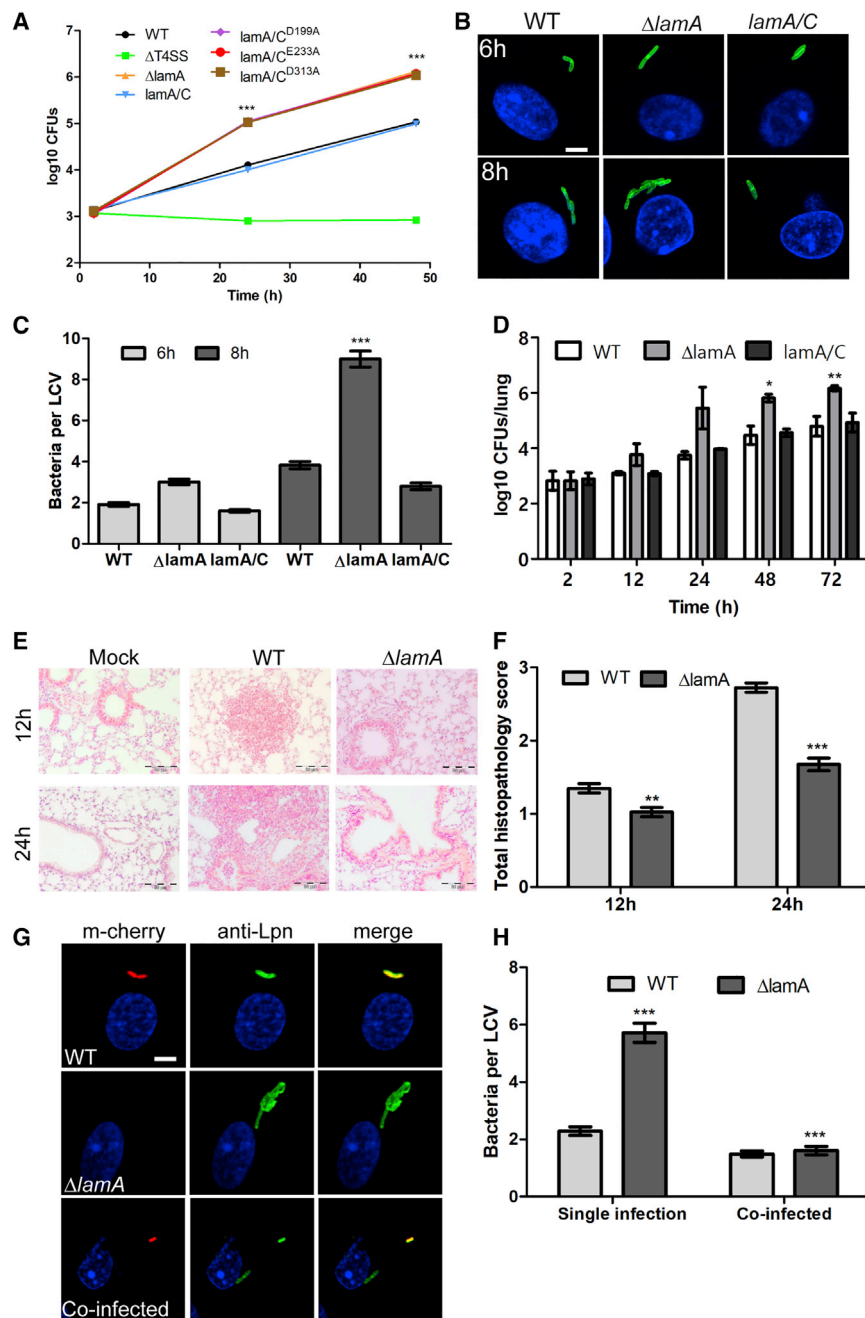 A
WT
ΔT4SS
ΔlamA
lamA/C
lamA/C^D199A
lamA/C^E233A
lamA/C^D313A
***
***
log10 CFUs
7
6
5
4
3
2
0
10
20
30
40
50
Time (h)
B
WT
ΔlamA
lamA/C
6h
8h
C
6h
8h
***
Bacteria per LCV
10
8
6
4
2
0
WT
ΔlamA
lamA/C
WT
ΔlamA
lamA/C
D
WT
ΔlamA
lamA/C
*
**
log10 CFUs/lung
6
4
2
0
2
12
24
48
72
Time (h)
E
Mock
WT
ΔlamA
12h
24h
F
WT
ΔlamA
**
***
Total histopathology score
3
2
1
0
12h
24h
G
m-cherry
anti-Lpn
merge
WT
ΔlamA
Co-infected
H
WT
ΔlamA
***
***
Bacteria per LCV
8
6
4
2
0
Single infection
Co-infected